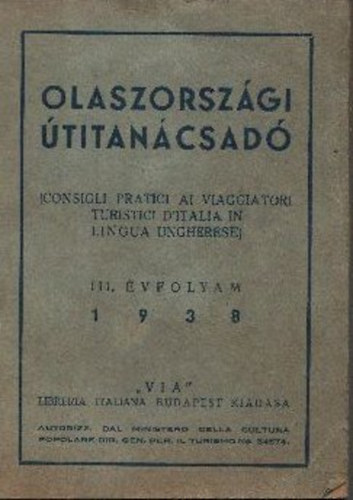 OLASZORSZÁGI
ÚTITANÁCSADÓ
(CONSIGLI PRATICI AI VIAGGIATORI
TURISTICI D'ITALIA IN
LINGUA UNGHERESE)
III. ÉVFOLYAM
1 9 3 8
„VIA"
LIBRERIA ITALIANA BUDAPEST KIADÁSA
AUTORIZZ. DAL MINISTERO DELLA CULTURA
POPOLARE DIR. GEN. PER. IL TURISMO NO.